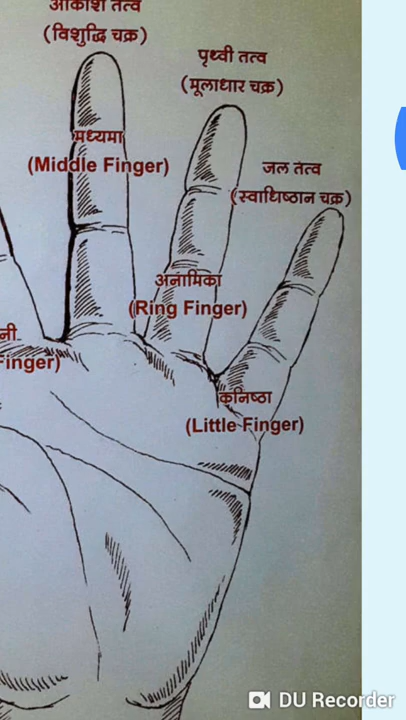 आकाश तत्व
(विशुद्धि चक्र)
पृथ्वी तत्व
(मूलाधार चक्र)
मध्यमा
(Middle Finger)
जल तत्व
(स्वाधिष्ठान चक्र)
अनामिका
(Ring Finger)
नी
Finger)
कनिष्ठा
(Little Finger)
DU Recorder